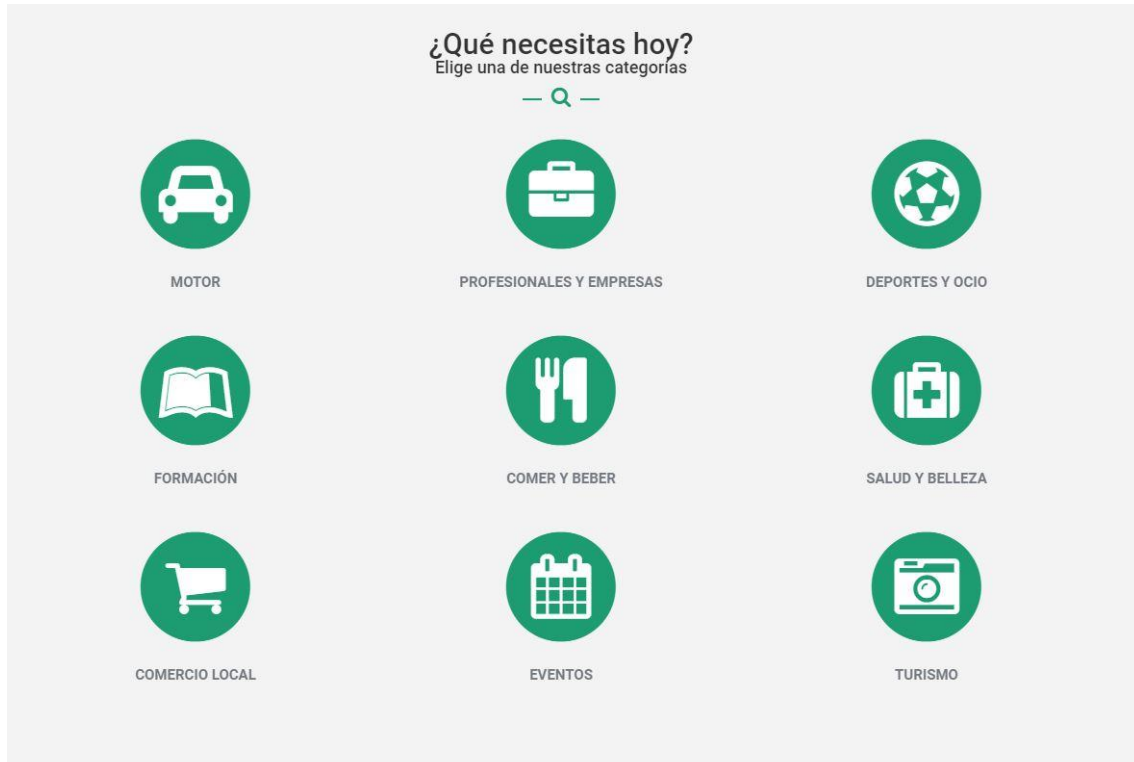 ¿Qué necesitas hoy?
Elige una de nuestras categorías
MOTOR
PROFESIONALES Y EMPRESAS
DEPORTES Y OCIO
FORMACIÓN
COMER Y BEBER
SALUD Y BELLEZA
COMERCIO LOCAL
EVENTOS
TURISMO